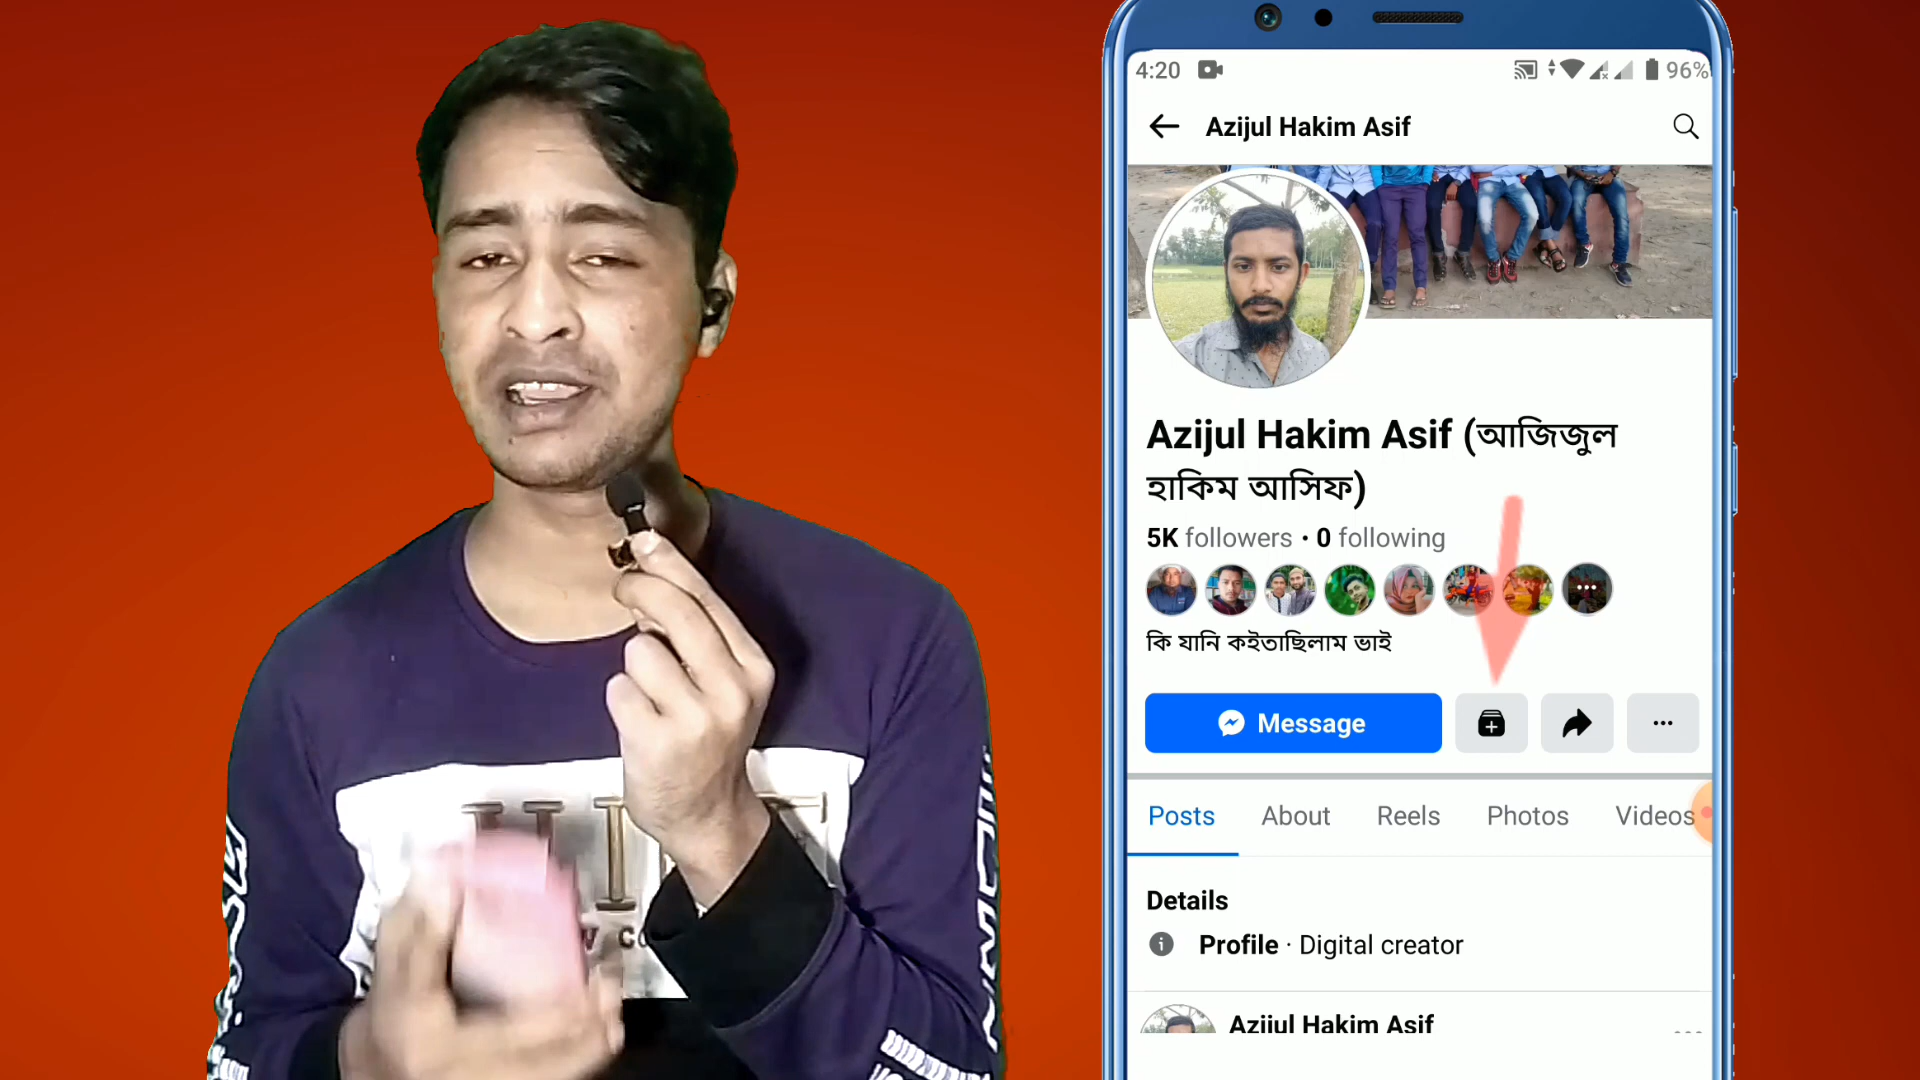 4:20
96%
Azijul Hakim Asif
Azijul Hakim Asif (আজিজুল
হাকিম আসিফ)
5K followers • 0 following
কি যানি কইতাছিলাম ভাই
Message
Posts About Reels Photos Videos
Details
Profile · Digital creator
Azijul Hakim Asif